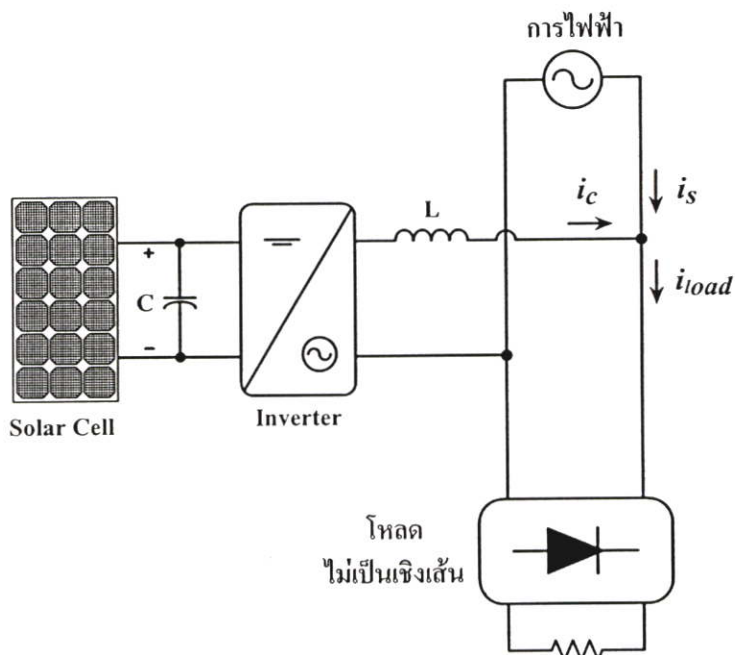 การไฟฟ้า
i_c
i_s
L
+
C
i_load
-
Solar Cell
Inverter
โหลด
ไม่เป็นเชิงเส้น